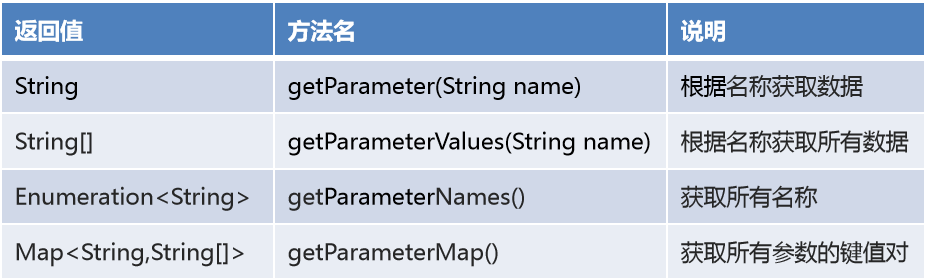 返回值 方法名 说明
String getParameter(String name) 根据名称获取数据
String[] getParameterValues(String name) 根据名称获取所有数据
Enumeration<String> getParameterNames() 获取所有名称
Map<String,String[]> getParameterMap() 获取所有参数的键值对